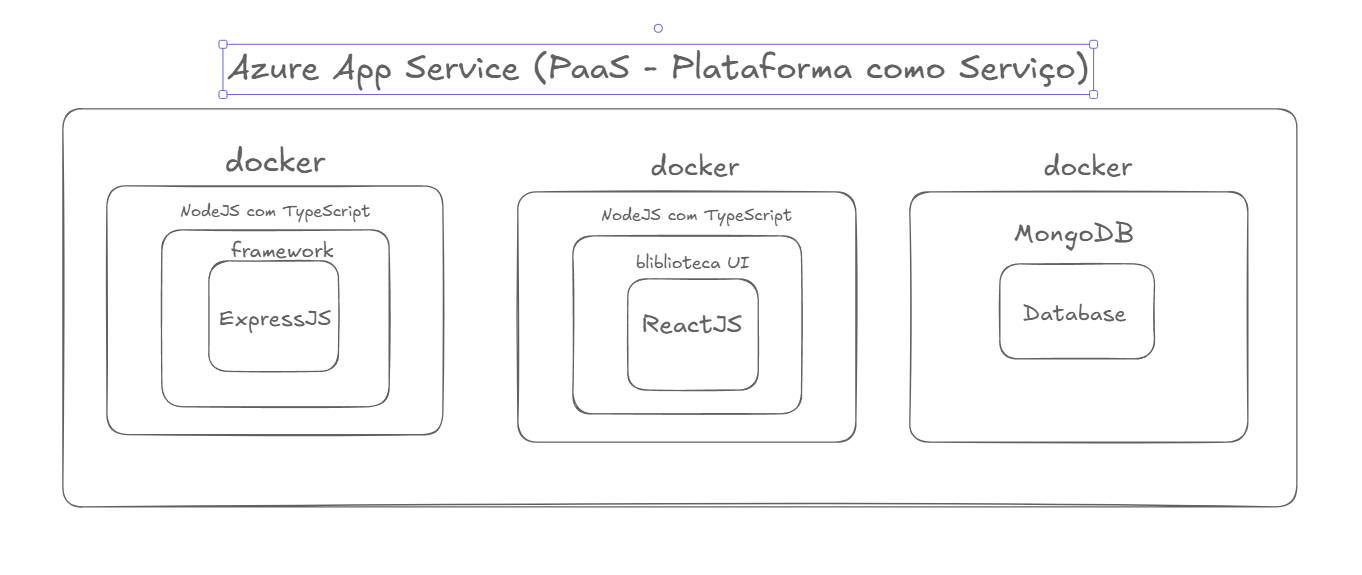 Azure App Service (PaaS - Plataforma como Serviço)
docker
NodeJS com TypeScript
framework
ExpressJS
docker
NodeJS com TypeScript
bliblioteca UI
ReactJS
docker
MongoDB
Database